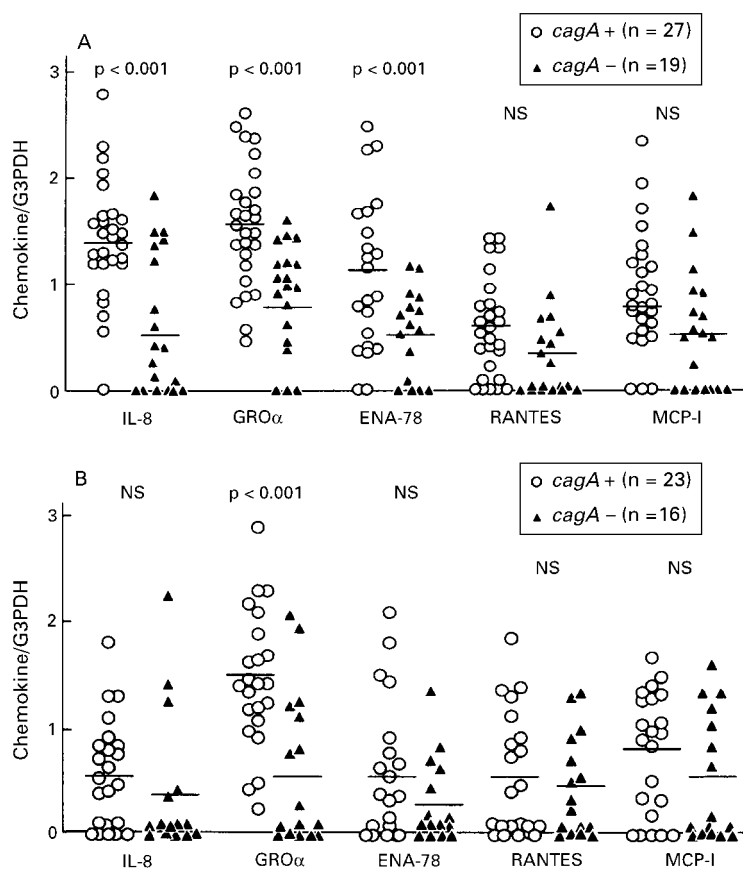 A
○ cagA + (n = 27)
▲ cagA – (n =19)
p < 0.001 p < 0.001 p < 0.001 NS NS
Chemokine/G3PDH
3
2
1
0
IL-8 GROα ENA-78 RANTES MCP-I
B
○ cagA + (n = 23)
▲ cagA – (n =16)
NS p < 0.001 NS NS NS
Chemokine/G3PDH
3
2
1
0
IL-8 GROα ENA-78 RANTES MCP-I